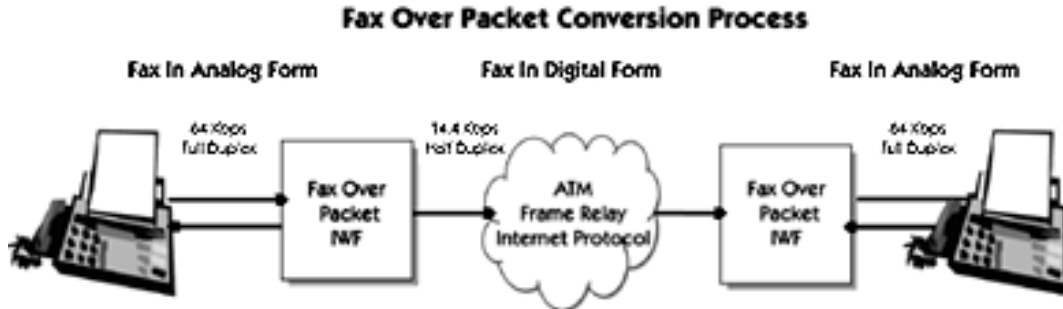 Fax Over Packet Conversion Process
Fax In Analog Form
Fax In Digital Form
Fax In Analog Form
64 Kbps
Full Duplex
14.4 Kbps
Half Duplex
64 Kbps
Full Duplex
Fax Over
Packet
IWF
ATM
Frame Relay
Internet Protocol
Fax Over
Packet
IWF